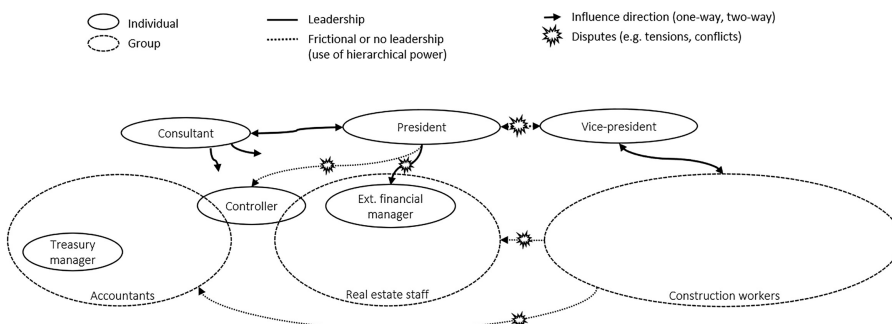 Individual
Group
Leadership
Frictional or no leadership
(use of hierarchical power)
Influence direction (one-way, two-way)
Disputes (e.g. tensions, conflicts)
Consultant
President
Vice-president
Controller
Ext. financial
manager
Treasury
manager
Accountants
Real estate staff
Construction workers